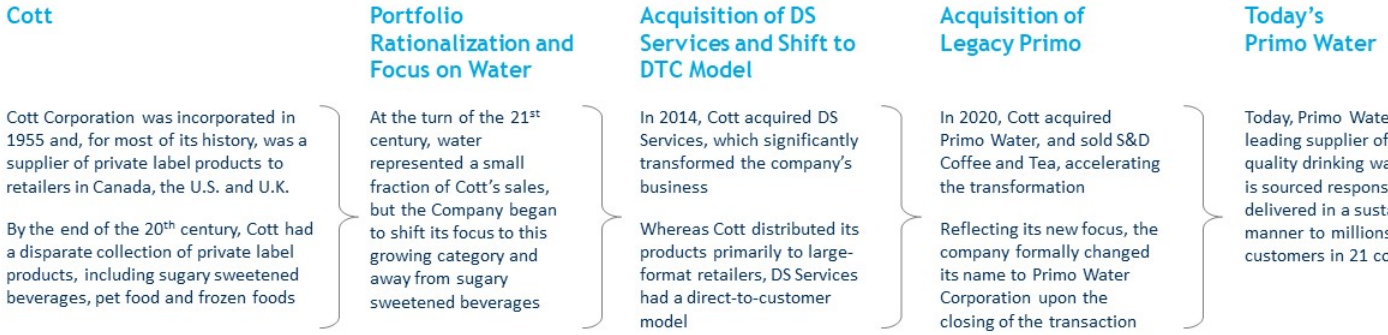 Cott
Cott Corporation was incorporated in
1955 and, for most of its history, was a
supplier of private label products to
retailers in Canada, the U.S. and U.K.
By the end of the 20th century, Cott had
a disparate collection of private label
products, including sugary sweetened
beverages, pet food and frozen foods
Portfolio
Rationalization and
Focus on Water
At the turn of the 21st
century, water
represented a small
fraction of Cott's sales,
but the Company began
to shift its focus to this
growing category and
away from sugary
sweetened beverages
Acquisition of DS
Services and Shift to
DTC Model
In 2014, Cott acquired DS
Services, which significantly
transformed the company's
business
Whereas Cott distributed its
products primarily to large-
format retailers, DS Services
had a direct-to-customer
model
Acquisition of
Legacy Primo
In 2020, Cott acquired
Primo Water, and sold S&D
Coffee and Tea, accelerating
the transformation
Reflecting its new focus, the
company formally changed
its name to Primo Water
Corporation upon the
closing of the transaction
Today's
Primo Water
Today, Primo
leading supplier of
quality drinking
is sourced
delivered in a
manner to millions
customers in 21